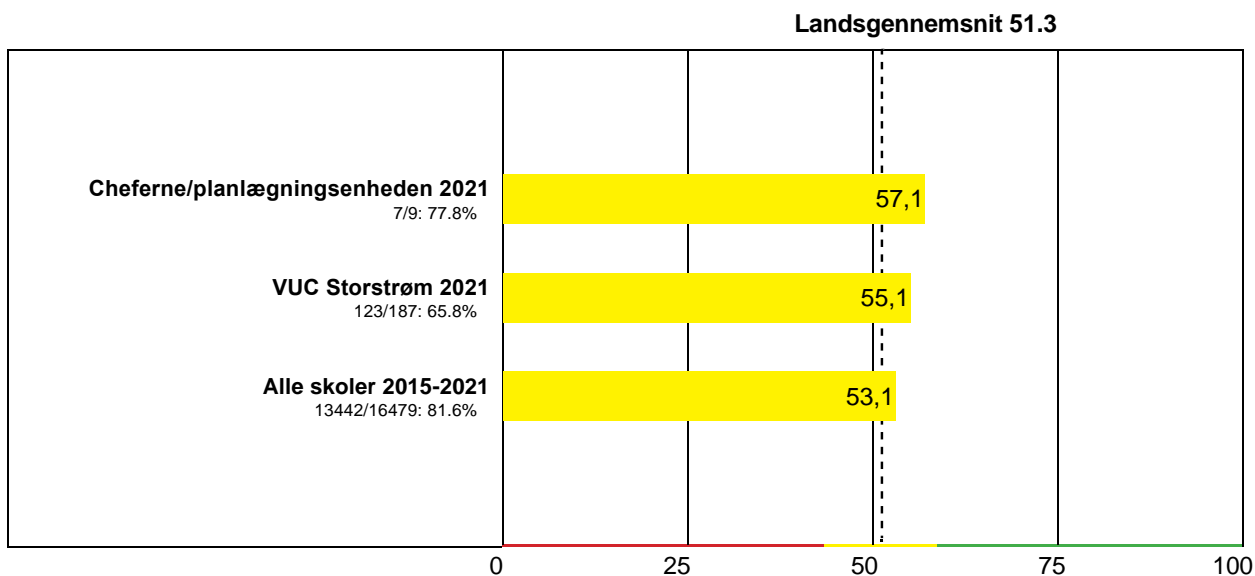 Landsgennemsnit 51.3
Cheferne/planlægningsenheden 2021
7/9: 77.8%
57,1
VUC Storstrøm 2021
123/187: 65.8%
55,1
Alle skoler 2015-2021
13442/16479: 81.6%
53,1
0 25 50 75 100